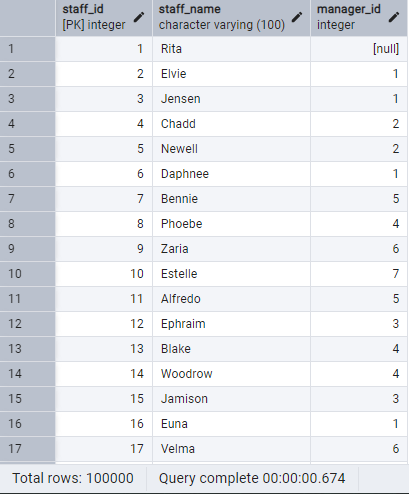 staff_id staff_name manager_id
[PK] integer character varying (100) integer
1 1 Rita [null]
2 2 Elvie 1
3 3 Jensen 1
4 4 Chadd 2
5 5 Newell 2
6 6 Daphnee 1
7 7 Bennie 5
8 8 Phoebe 4
9 9 Zaria 6
10 10 Estelle 7
11 11 Alfredo 5
12 12 Ephraim 3
13 13 Blake 4
14 14 Woodrow 4
15 15 Jamison 3
16 16 Euna 1
17 17 Velma 6
Total rows: 100000 Query complete 00:00:00.674